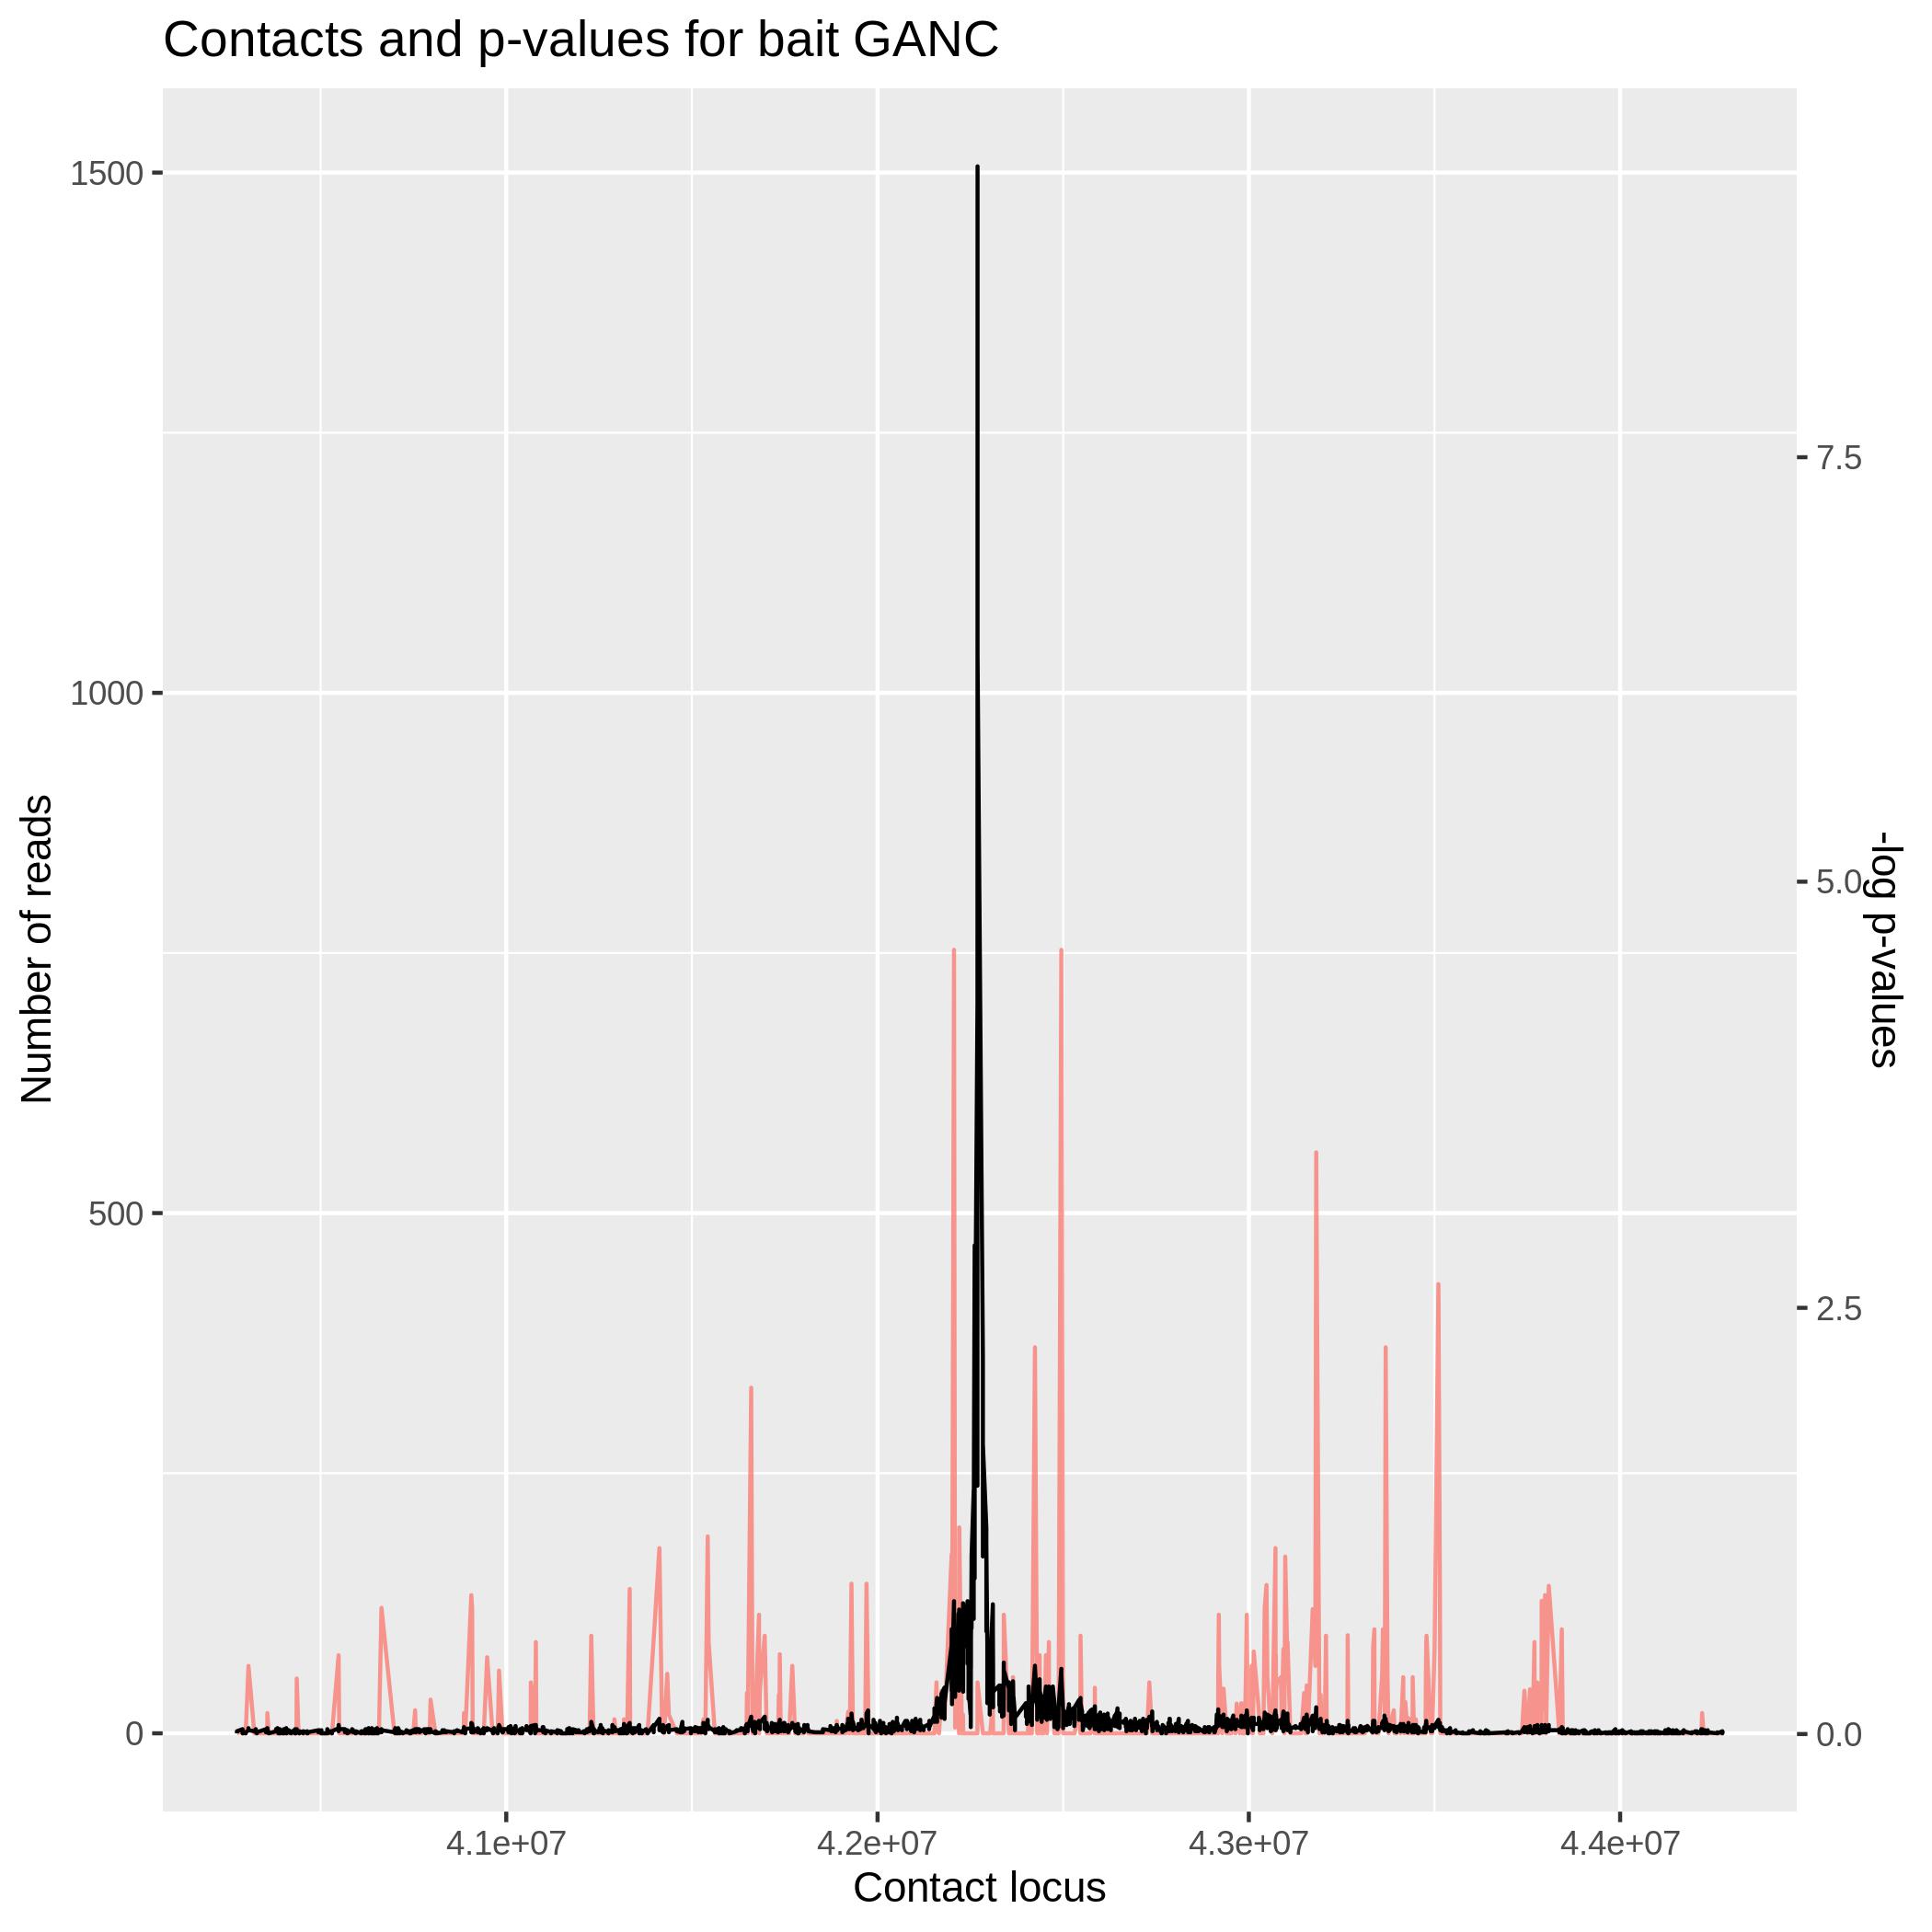 Contacts and p-values for bait GANC
1500
1000
500
0
Number of reads
7.5
5.0
2.5
0.0
-log p-values
4.1e+07
4.2e+07
4.3e+07
4.4e+07
Contact locus